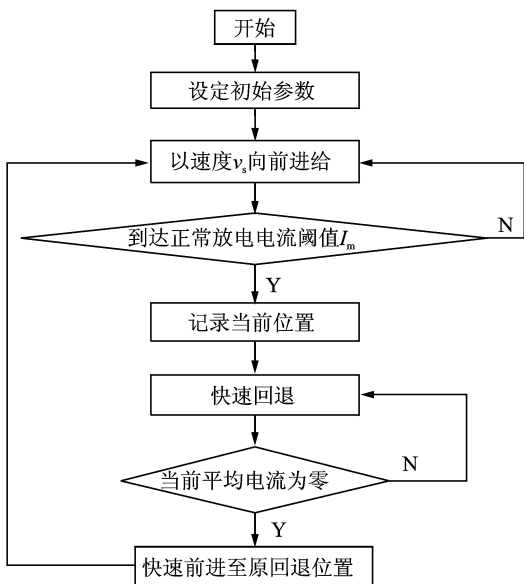 开始
设定初始参数
以速度vs向前进给
到达正常放电电流阈值Im
N
Y
记录当前位置
快速回退
当前平均电流为零
N
Y
快速前进至原回退位置